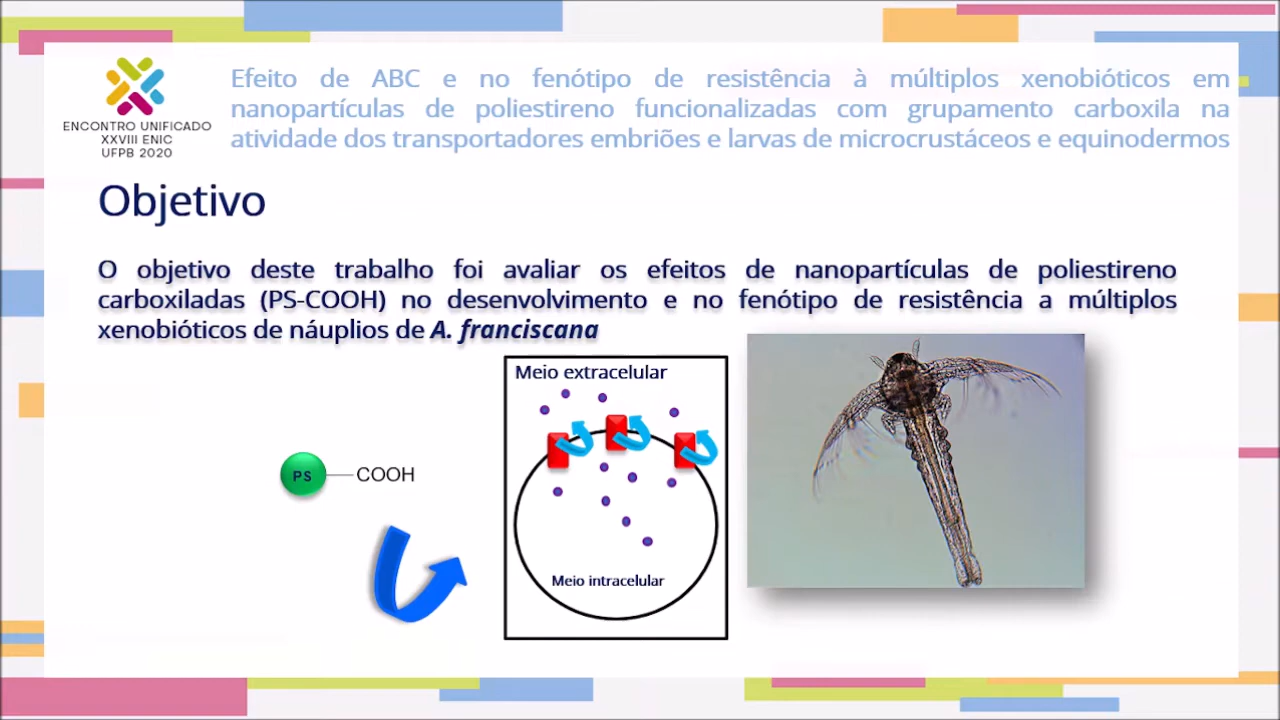 ENCONTRO UNIFICADO
XXVIII ENIC
UFPB 2020
Efeito de ABC e no fenótipo de resistência à múltiplos xenobióticos em
nanopartículas de poliestireno funcionalizadas com grupamento carboxila na
atividade dos transportadores embriões e larvas de microcrustáceos e equinodermos
Objetivo
O objetivo deste trabalho foi avaliar os efeitos de nanopartículas de poliestireno
carboxiladas (PS-COOH) no desenvolvimento e no fenótipo de resistência a múltiplos
xenobióticos de náuplios de A. franciscana
Meio extracelular
PS
COOH
Meio intracelular